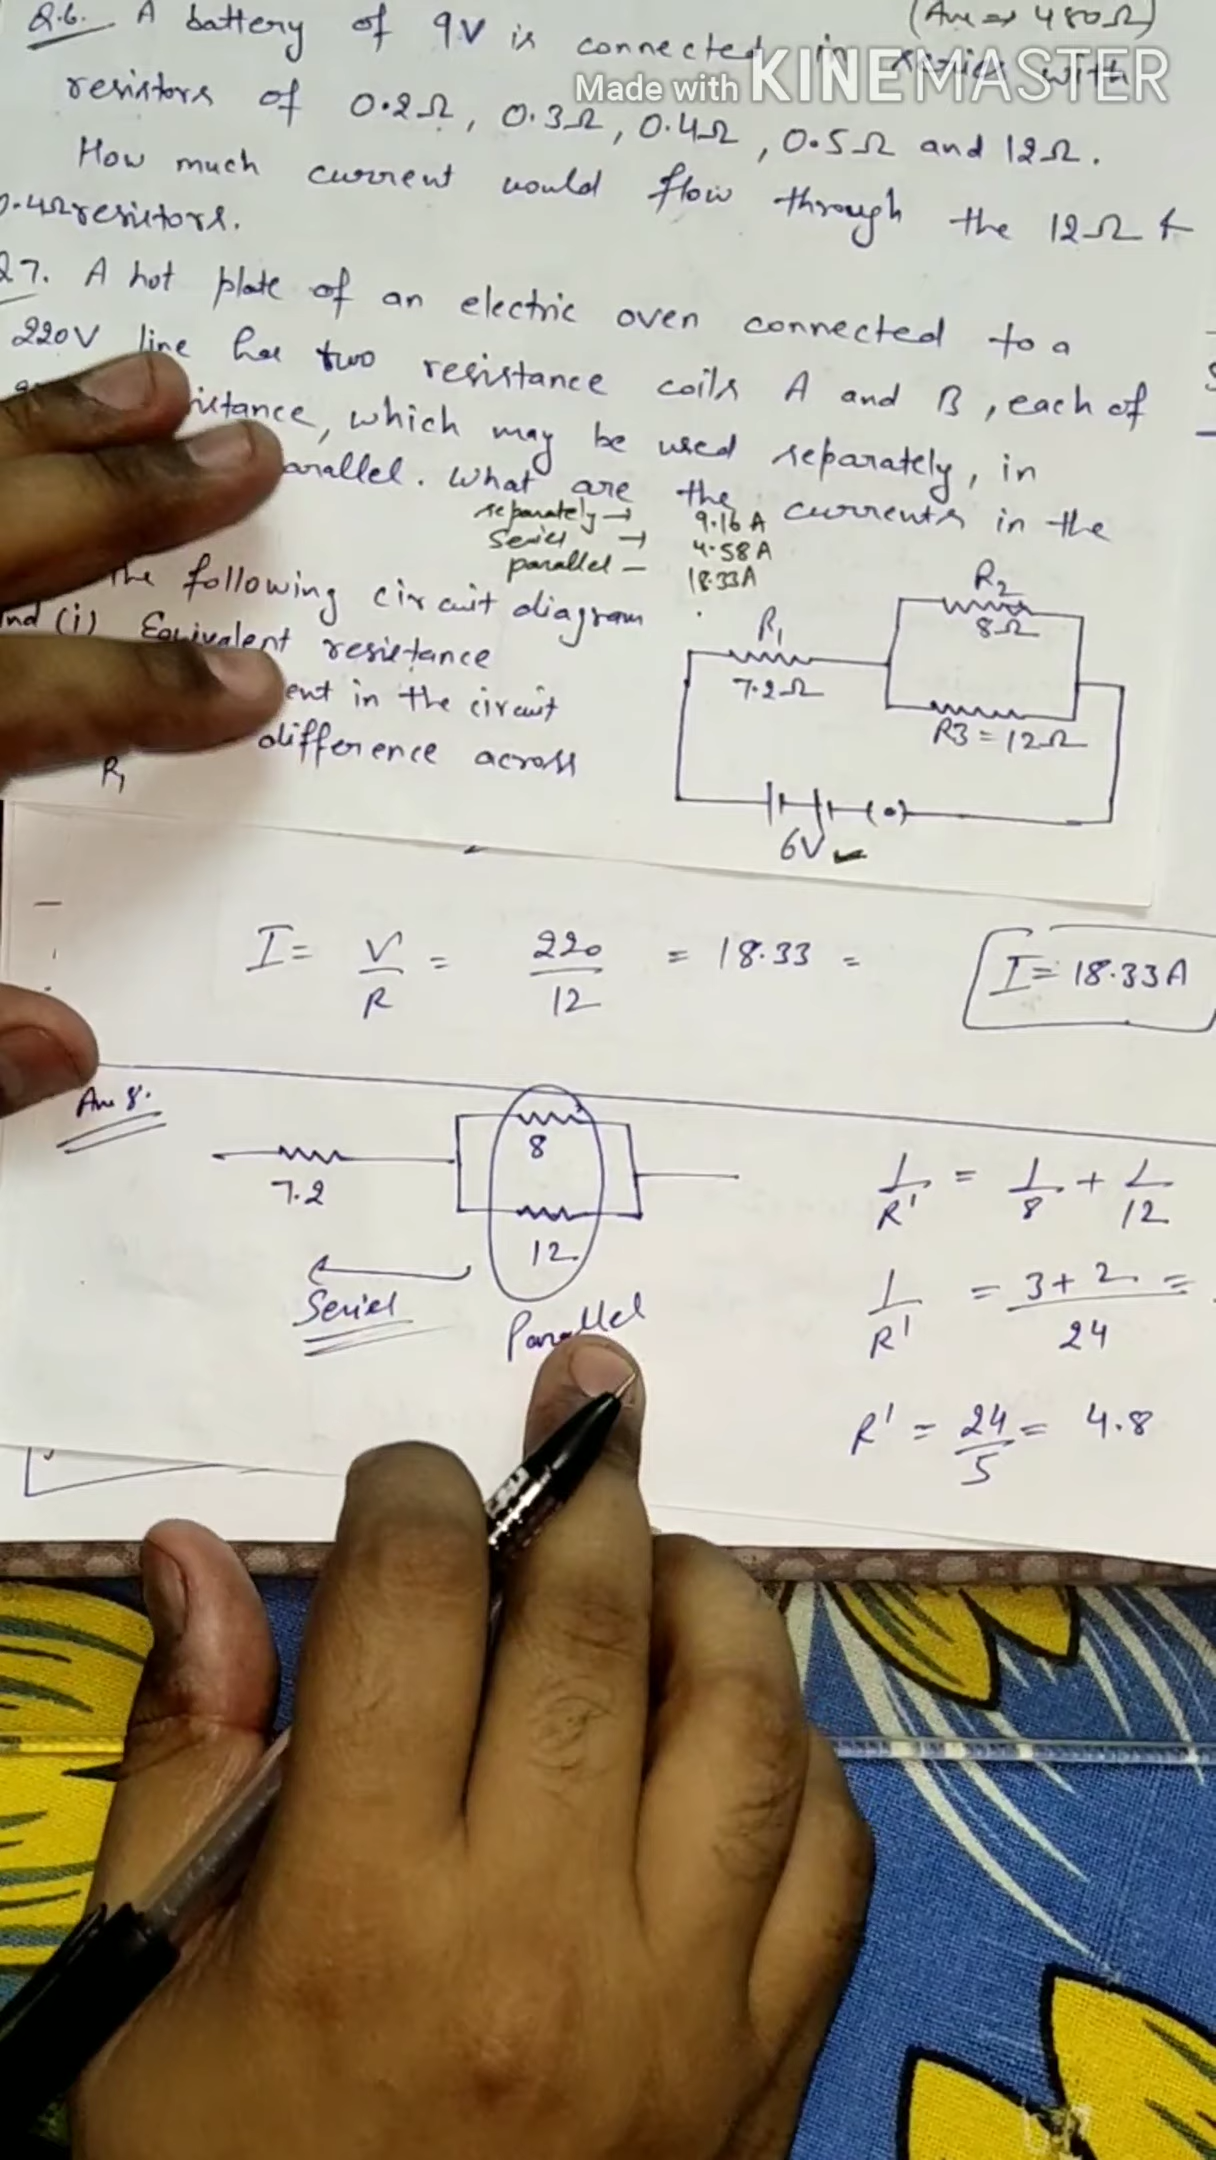 (Ans ⇒ 480Ω)
Q.6. A battery of 9V is connected in series with
Made with KINEMASTER
resistors of 0.2Ω, 0.3Ω, 0.4Ω, 0.5Ω and 12Ω.
How much current would flow through the 12Ω &
0.4Ω resistors.
Q7. A hot plate of an electric oven connected to a
220V line has two resistance coils A and B, each of
istance, which may be used separately, in
arallel. What are the currents in the
separately → 9.16 A
Series → 4.58 A
parallel – 18.33A
the following circuit diagram
ind (i) Equivalent resistance
ent in the circuit
difference across
R1
R2
8Ω
R1
7.2Ω
R3 = 12Ω
6V
I = V/R = 220/12 = 18.33 =
I = 18.33A
Ans 8.
7.2
8
12
Series
Parallel
1/R' = 1/8 + 1/12
1/R' = 3+2/24 =
R' = 24/5 = 4.8